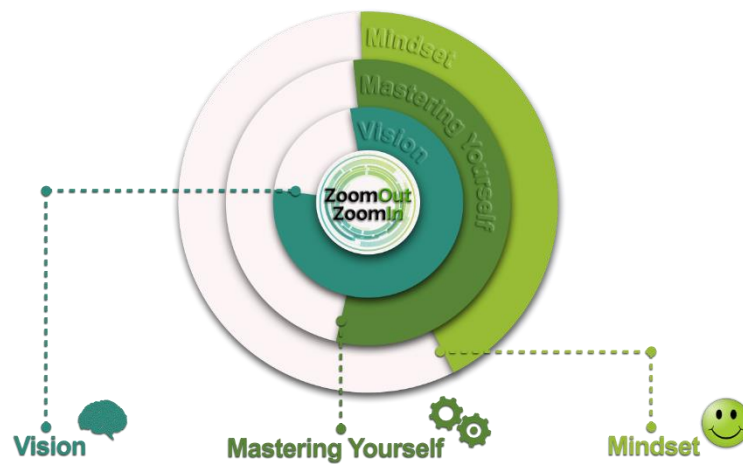 Mindset
Mastering Yourself
Vision
ZoomOut
ZoomIn
Vision
Mastering Yourself
Mindset